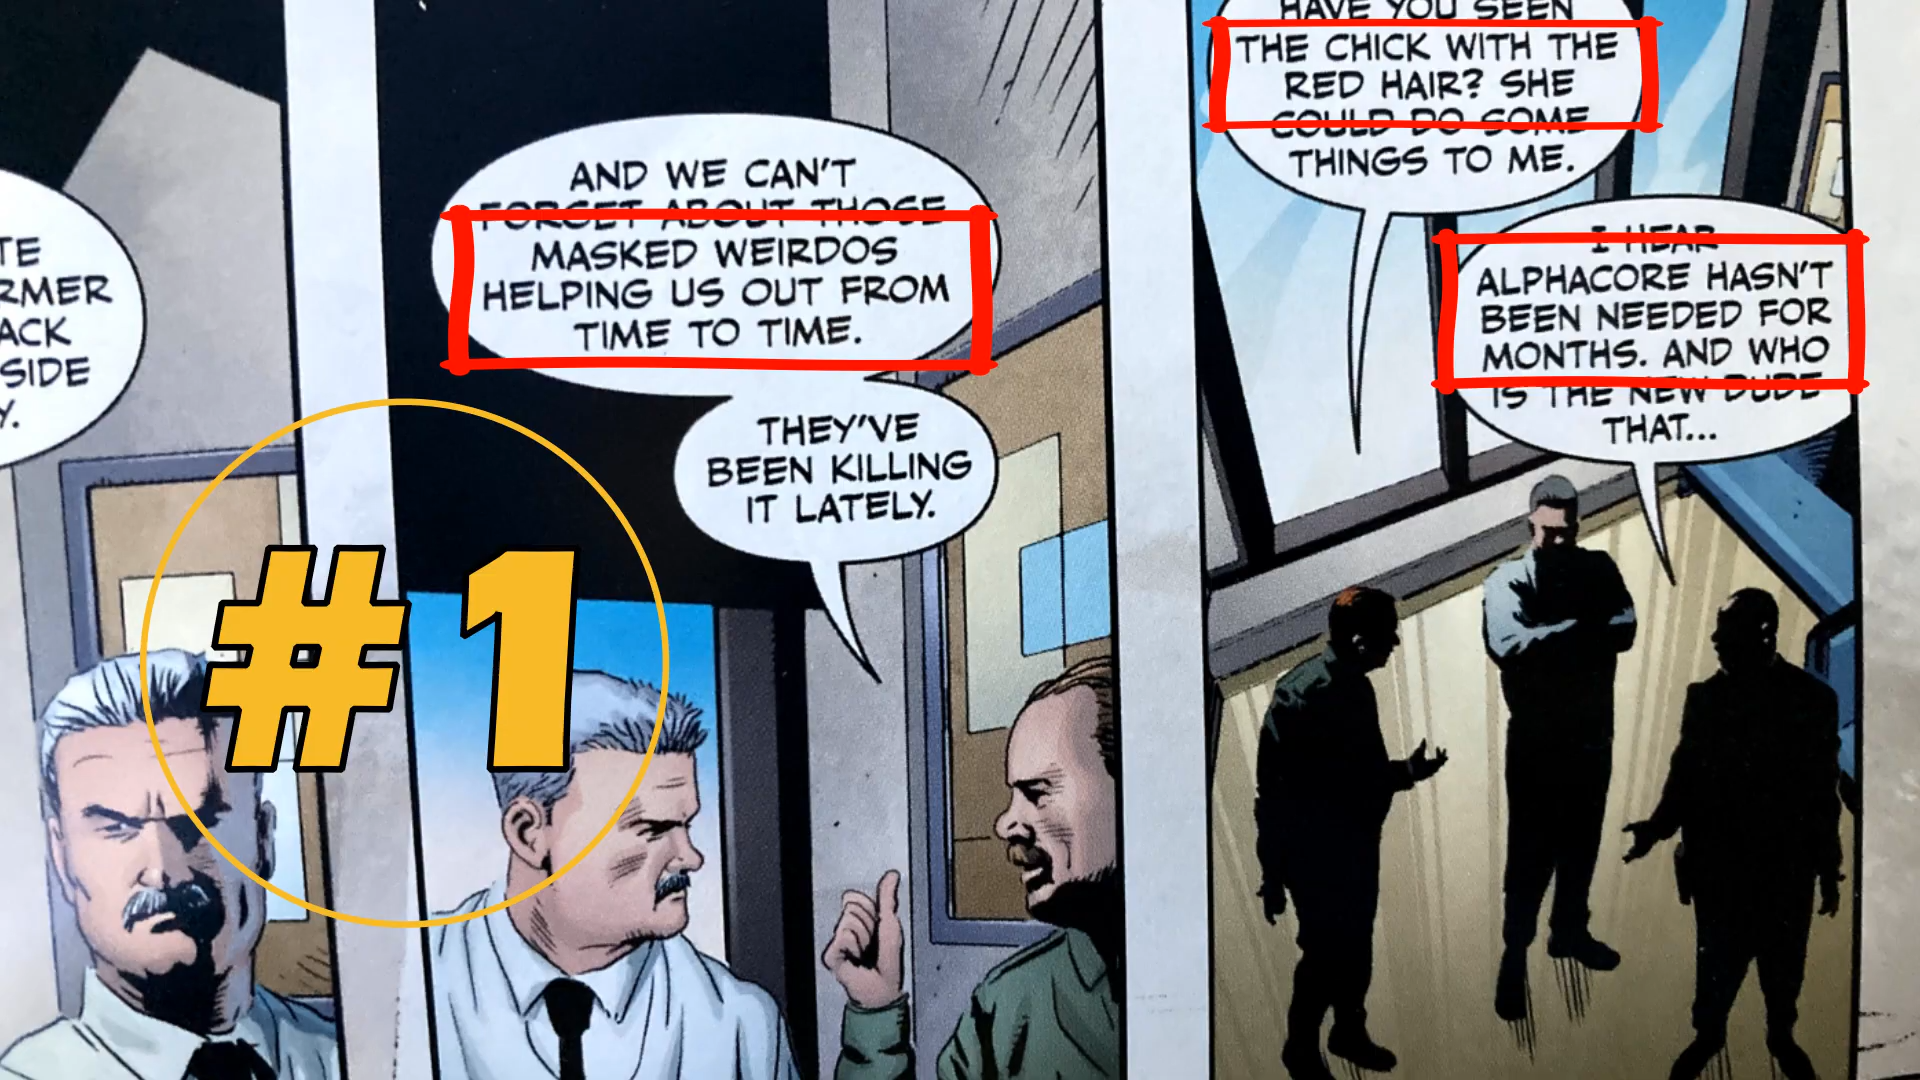 TE
RMER
ACK
SIDE
Y.
AND WE CAN'T
FORGET ABOUT THOSE
MASKED WEIRDOS
HELPING US OUT FROM
TIME TO TIME.
THEY'VE
BEEN KILLING
IT LATELY.
HAVE YOU SEEN
THE CHICK WITH THE
RED HAIR? SHE
COULD DO SOME
THINGS TO ME.
I HEAR
ALPHACORE HASN'T
BEEN NEEDED FOR
MONTHS. AND WHO
IS THE NEW DUDE
THAT...
#1